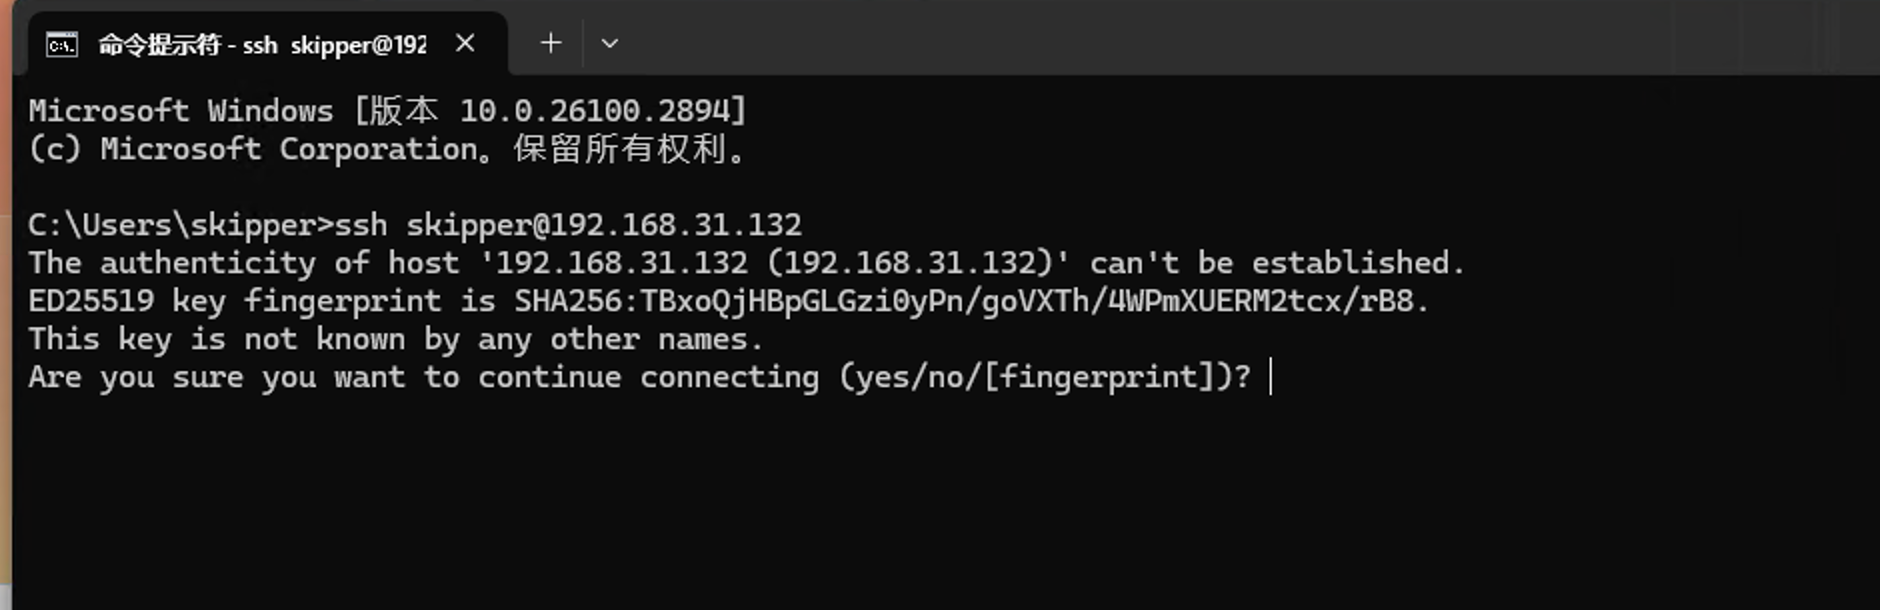 命令提示符 - ssh skipper@192
Microsoft Windows [版本 10.0.26100.2894]
(c) Microsoft Corporation。保留所有权利。
C:\Users\skipper>ssh skipper@192.168.31.132
The authenticity of host '192.168.31.132 (192.168.31.132)' can't be established.
ED25519 key fingerprint is SHA256:TBxoQjHBpGLGzi0yPn/goVXTh/4WPmXUERM2tcx/rB8.
This key is not known by any other names.
Are you sure you want to continue connecting (yes/no/[fingerprint])?